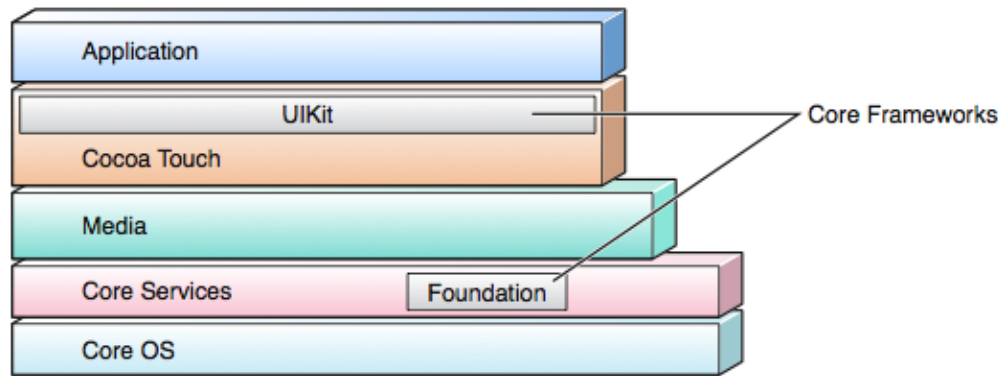 Application
UIKit
Core Frameworks
Cocoa Touch
Media
Core Services
Foundation
Core OS